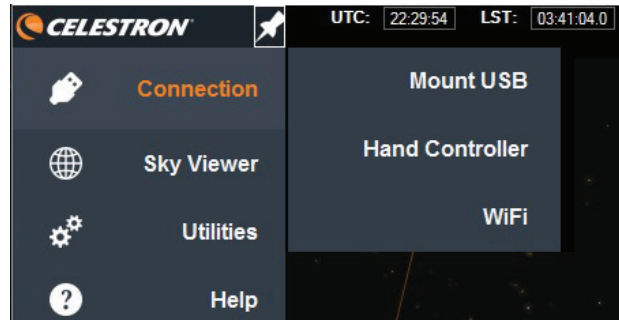 CELESTRON
UTC: 22:29:54 LST: 03:41:04.0
Connection
Mount USB
Hand Controller
WiFi
Sky Viewer
Utilities
? Help